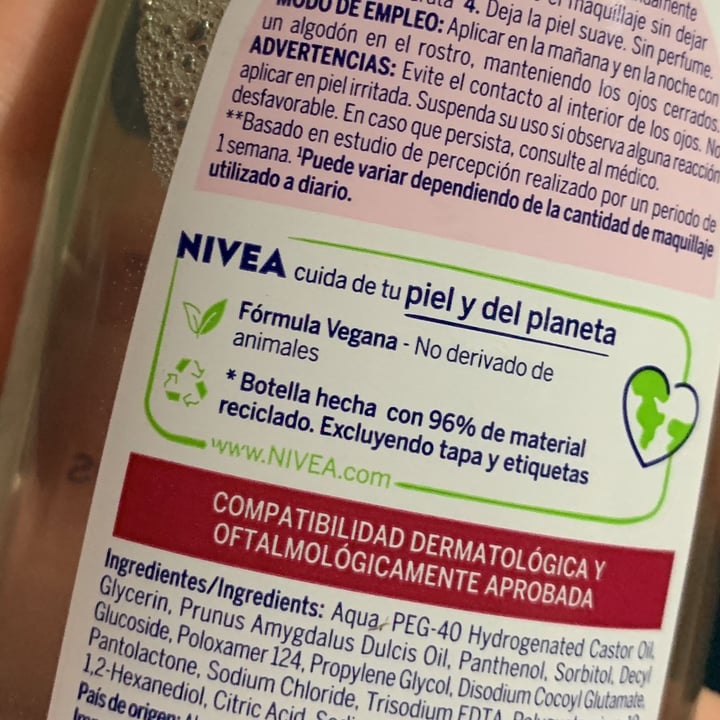 4. Deja la piel suave. Sin perfume.
maquillaje sin dejar
MODO DE EMPLEO: Aplicar en la mañana y en la noche con
un algodón en el rostro, manteniendo los ojos cerrados.
ADVERTENCIAS: Evite el contacto al interior de los ojos. No
aplicar en piel irritada. Suspenda su uso si observa alguna reacción
desfavorable. En caso que persista, consulte al médico.
**Basado en estudio de percepción realizado por un periodo de
1 semana. ¹Puede variar dependiendo de la cantidad de maquillaje
utilizado a diario.
NIVEA cuida de tu piel y del planeta
Fórmula Vegana - No derivado de
animales
* Botella hecha con 96% de material
reciclado. Excluyendo tapa y etiquetas
www.NIVEA.com
COMPATIBILIDAD DERMATOLÓGICA Y
OFTALMOLÓGICAMENTE APROBADA
Ingredientes/Ingredients: Aqua, PEG-40 Hydrogenated Castor Oil,
Glycerin, Prunus Amygdalus Dulcis Oil, Panthenol, Sorbitol, Decyl
Glucoside, Poloxamer 124, Propylene Glycol, Disodium Cocoyl Glutamate,
Pantolactone, Sodium Chloride, Trisodium EDTA,
1,2-Hexanediol, Citric Acid,
País de origen: